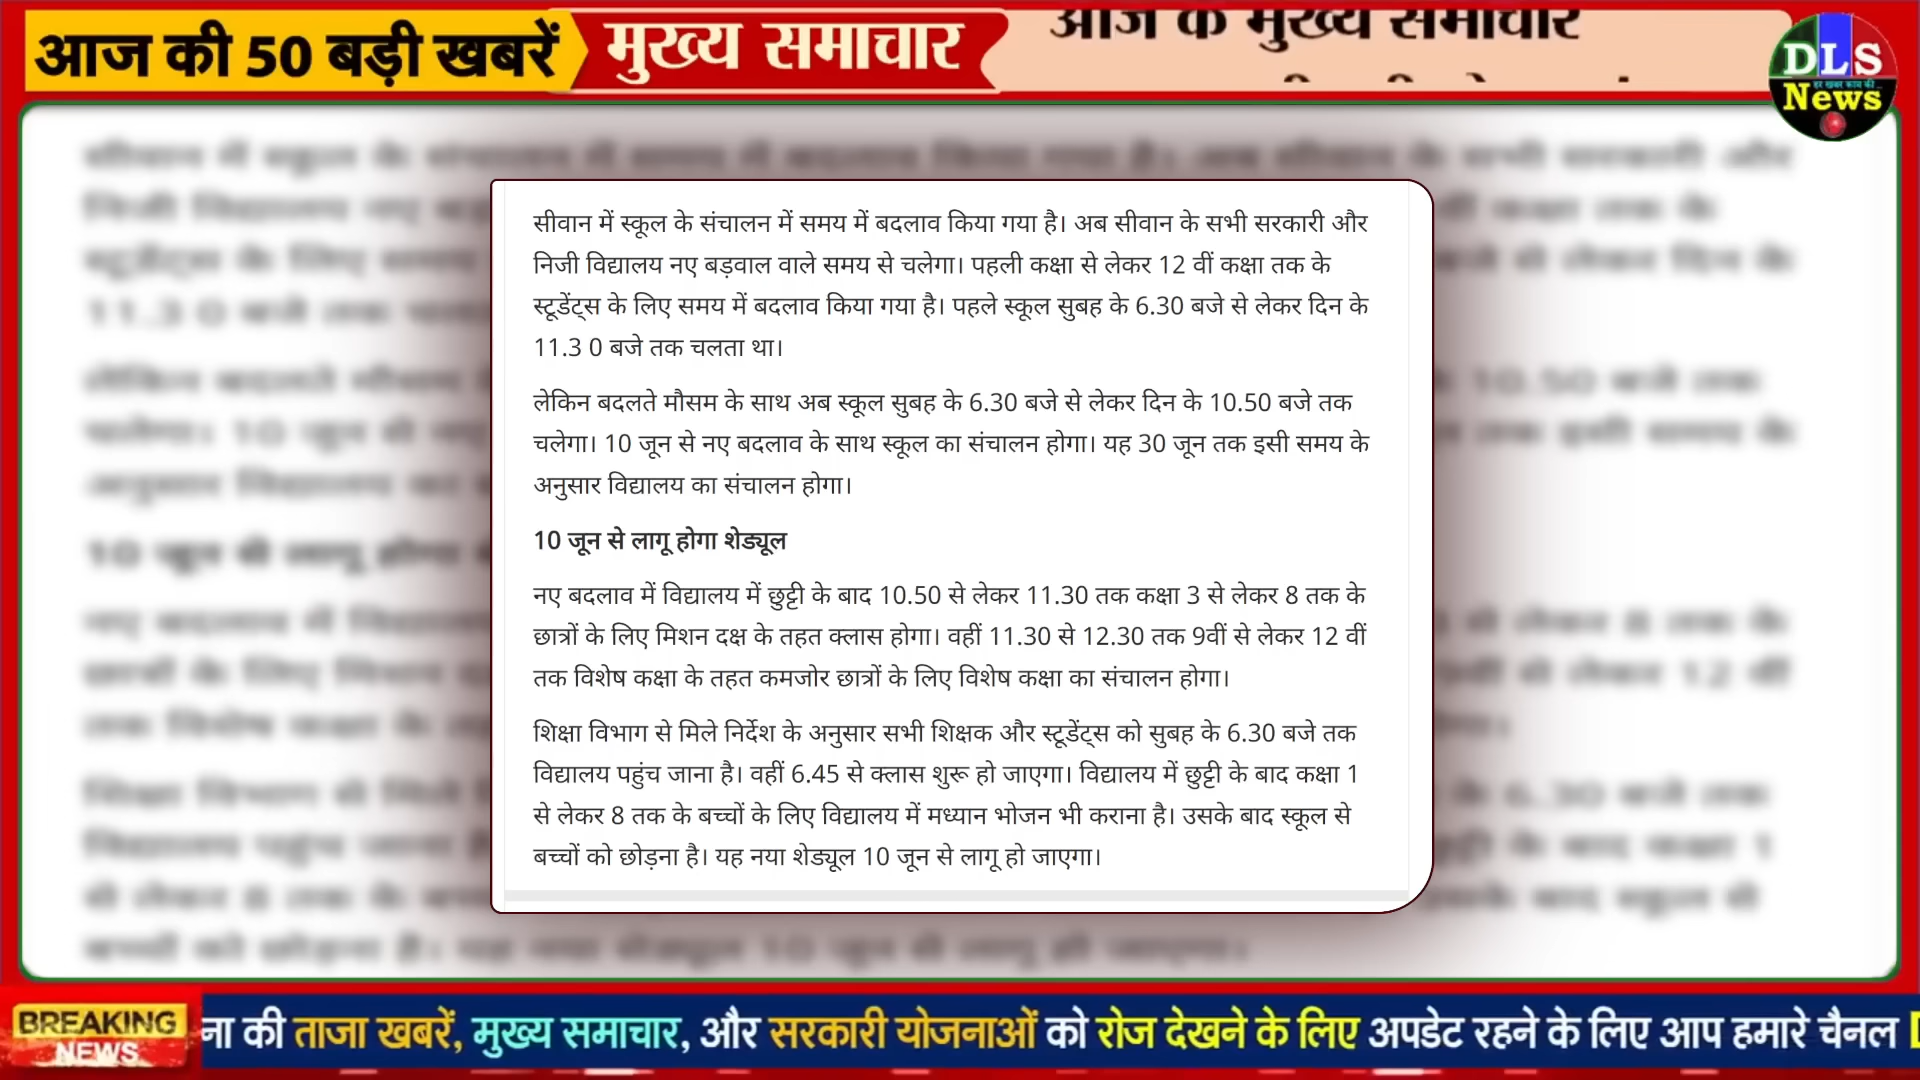 आज की 50 बड़ी खबरें
मुख्य समाचार
आज के मुख्य समाचार
DLS
News
सीवान में स्कूल के संचालन में समय में बदलाव किया गया है। अब सीवान के सभी सरकारी और
निजी विद्यालय नए बड़वाल वाले समय से चलेगा। पहली कक्षा से लेकर 12 वीं कक्षा तक के
स्टूडेंट्स के लिए समय में बदलाव किया गया है। पहले स्कूल सुबह के 6.30 बजे से लेकर दिन के
11.3 0 बजे तक चलता था।
लेकिन बदलते मौसम के साथ अब स्कूल सुबह के 6.30 बजे से लेकर दिन के 10.50 बजे तक
चलेगा। 10 जून से नए बदलाव के साथ स्कूल का संचालन होगा। यह 30 जून तक इसी समय के
अनुसार विद्यालय का संचालन होगा।
10 जून से लागू होगा शेड्यूल
नए बदलाव में विद्यालय में छुट्टी के बाद 10.50 से लेकर 11.30 तक कक्षा 3 से लेकर 8 तक के
छात्रों के लिए मिशन दक्ष के तहत क्लास होगा। वहीं 11.30 से 12.30 तक 9वीं से लेकर 12 वीं
तक विशेष कक्षा के तहत कमजोर छात्रों के लिए विशेष कक्षा का संचालन होगा।
शिक्षा विभाग से मिले निर्देश के अनुसार सभी शिक्षक और स्टूडेंट्स को सुबह के 6.30 बजे तक
विद्यालय पहुंच जाना है। वहीं 6.45 से क्लास शुरू हो जाएगा। विद्यालय में छुट्टी के बाद कक्षा 1
से लेकर 8 तक के बच्चों के लिए विद्यालय में मध्यान भोजन भी कराना है। उसके बाद स्कूल से
बच्चों को छोड़ना है। यह नया शेड्यूल 10 जून से लागू हो जाएगा।
BREAKING
NEWS
ना की ताजा खबरें, मुख्य समाचार, और सरकारी योजनाओं को रोज देखने के लिए अपडेट रहने के लिए आप हमारे चैनल